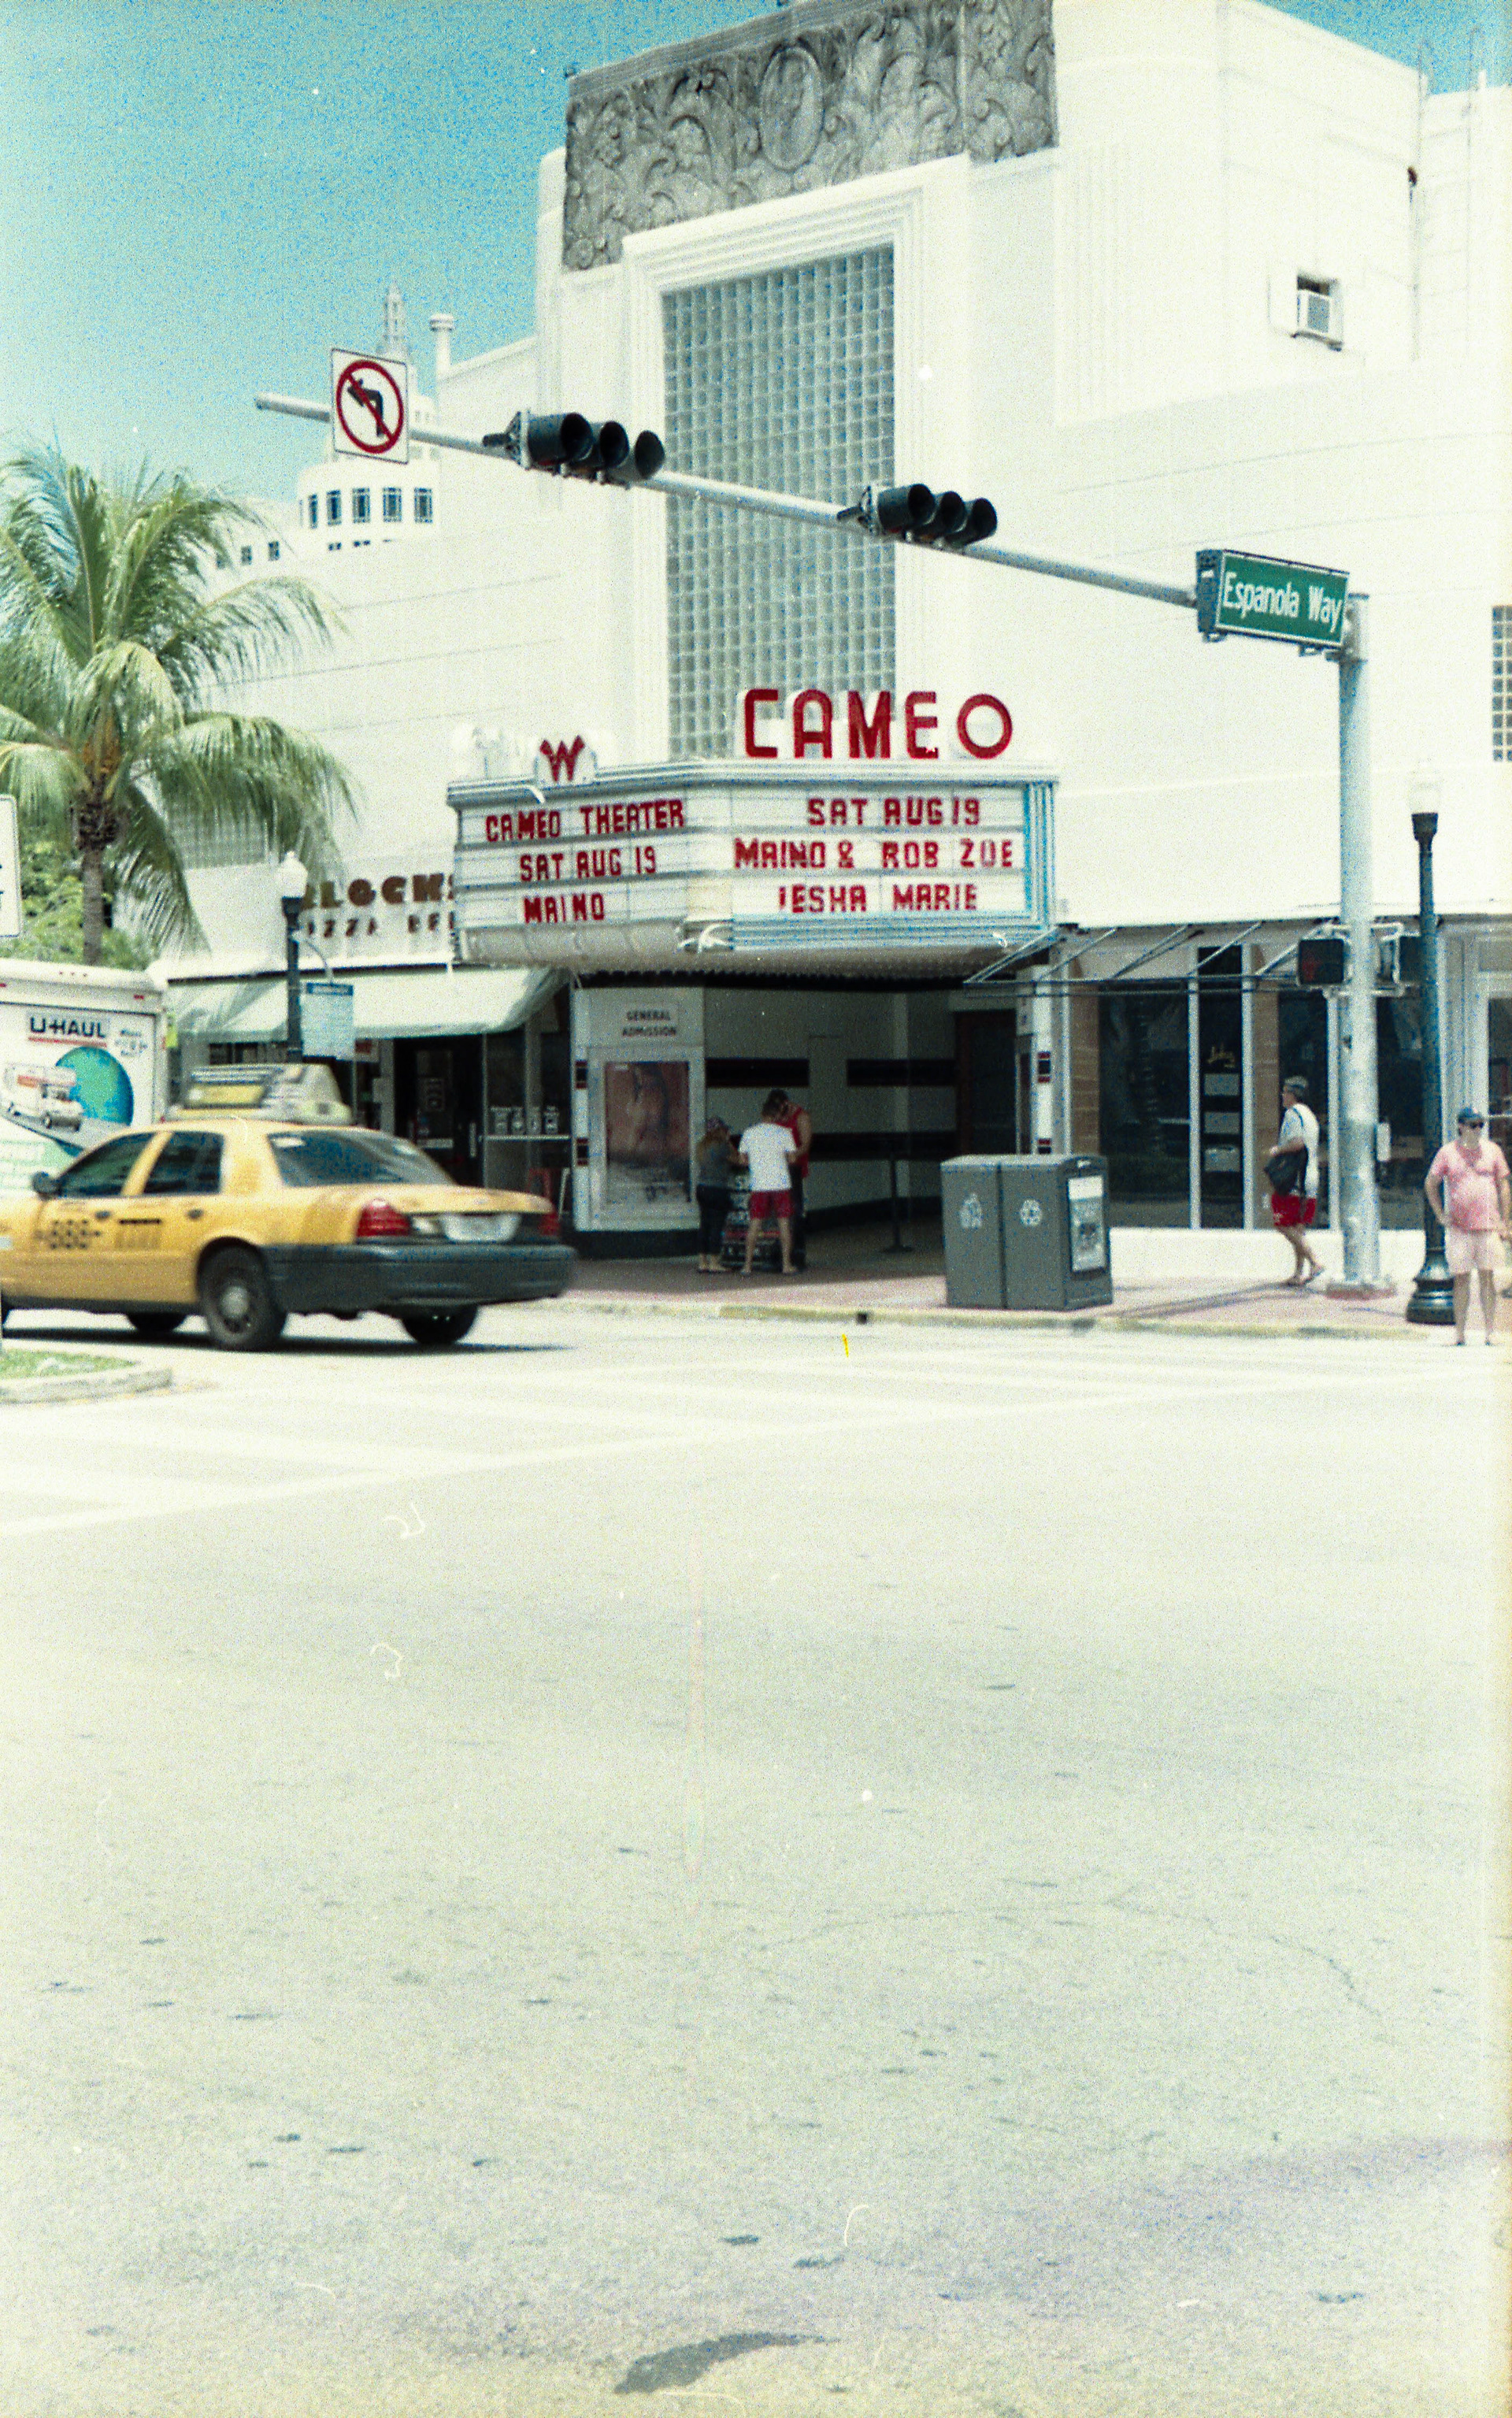 Espanola Way
CAMEO
W
CAMEO THEATER
SAT AUG 19
MAINO
SAT AUG 19
MAINO & ROB ZOE
IESHA MARIE
U-HAUL
GENERAL
ADMISSION